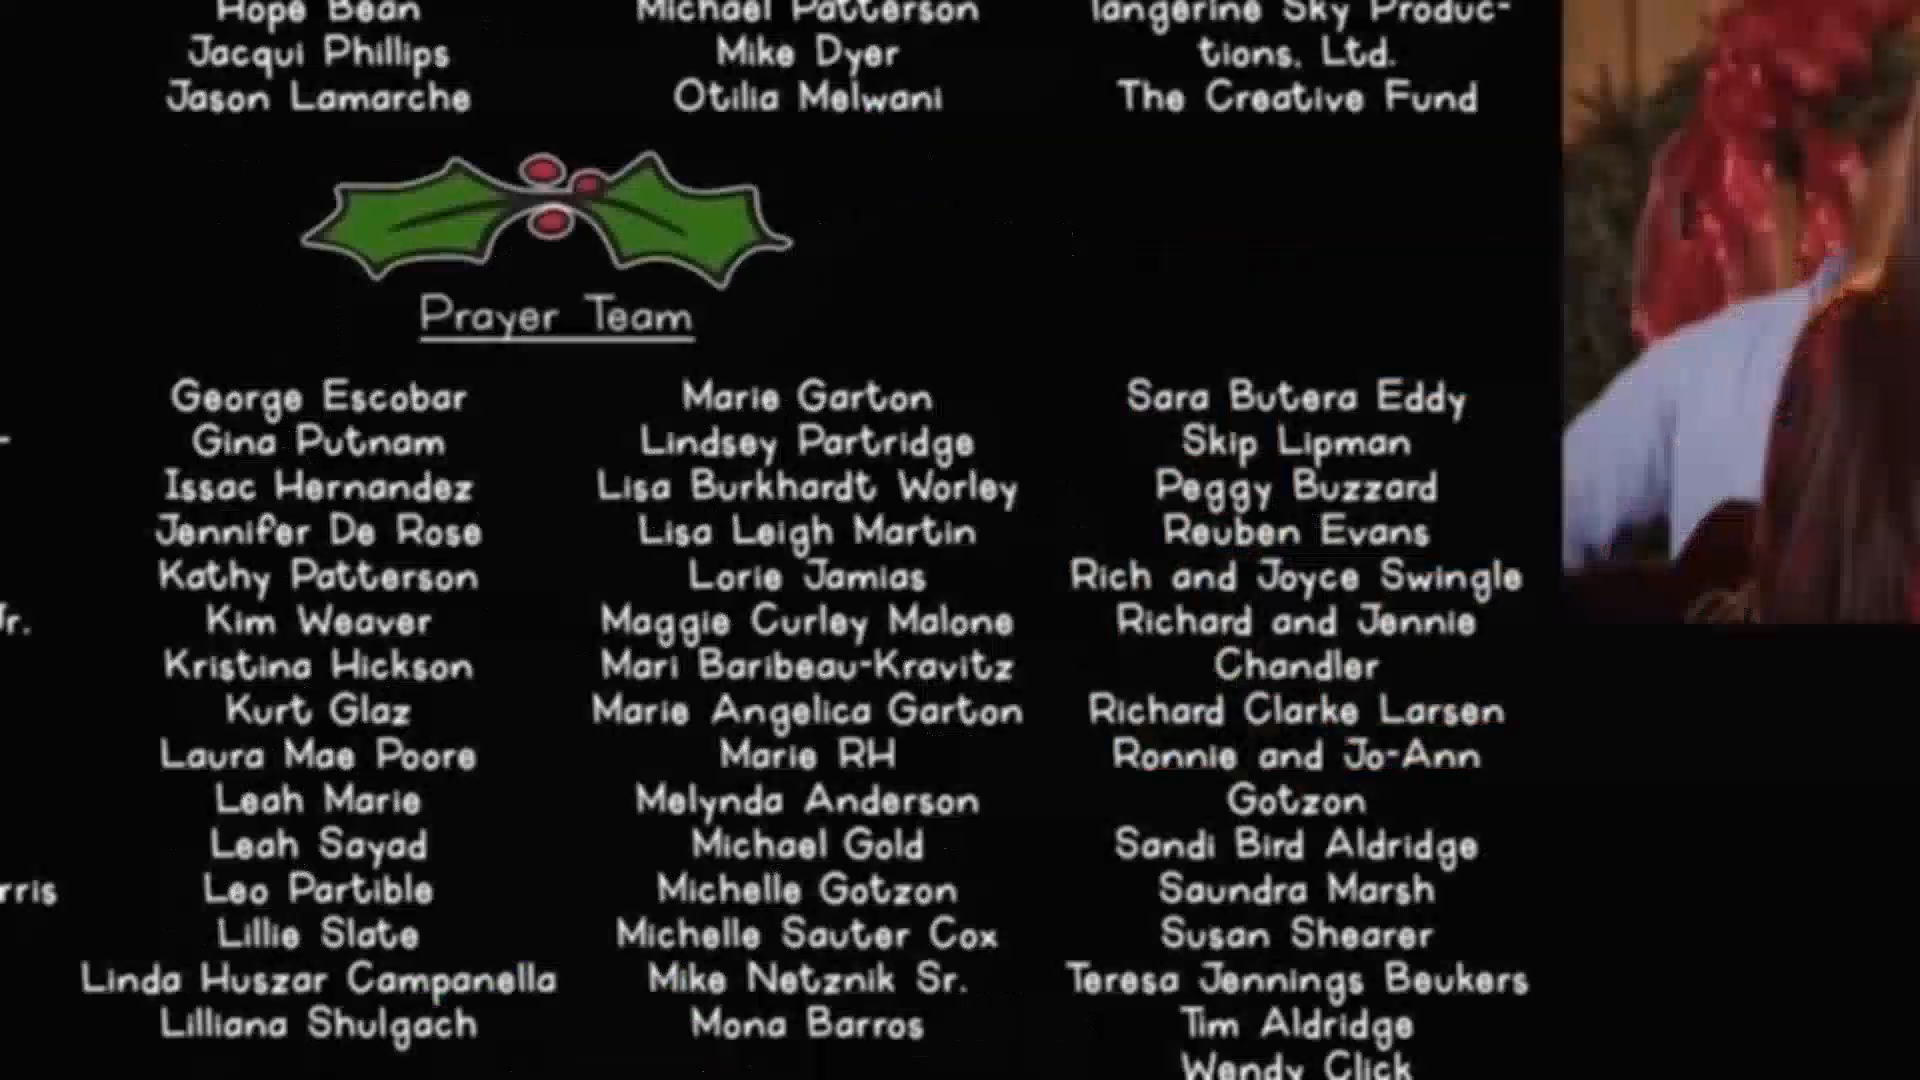 Hope Bean
Jacqui Phillips
Jason Lamarche
Michael Patterson
Mike Dyer
Otilia Melwani
Tangerine Sky Produc-
tions, Ltd.
The Creative Fund
Prayer Team
-
Jr.
rris
George Escobar
Gina Putnam
Issac Hernandez
Jennifer De Rose
Kathy Patterson
Kim Weaver
Kristina Hickson
Kurt Glaz
Laura Mae Poore
Leah Marie
Leah Sayad
Leo Partible
Lillie Slate
Linda Huszar Campanella
Lilliana Shulgach
Marie Garton
Lindsey Partridge
Lisa Burkhardt Worley
Lisa Leigh Martin
Lorie Jamias
Maggie Curley Malone
Mari Baribeau-Kravitz
Marie Angelica Garton
Marie RH
Melynda Anderson
Michael Gold
Michelle Gotzon
Michelle Sauter Cox
Mike Netznik Sr.
Mona Barros
Sara Butera Eddy
Skip Lipman
Peggy Buzzard
Reuben Evans
Rich and Joyce Swingle
Richard and Jennie
Chandler
Richard Clarke Larsen
Ronnie and Jo-Ann
Gotzon
Sandi Bird Aldridge
Saundra Marsh
Susan Shearer
Teresa Jennings Beukers
Tim Aldridge
Wendy Click